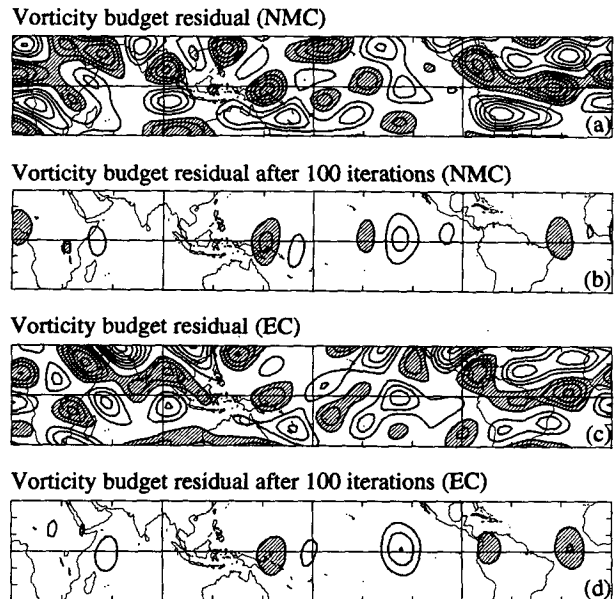 Vorticity budget residual (NMC)
(a)
Vorticity budget residual after 100 iterations (NMC)
(b)
Vorticity budget residual (EC)
(c)
Vorticity budget residual after 100 iterations (EC)
(d)